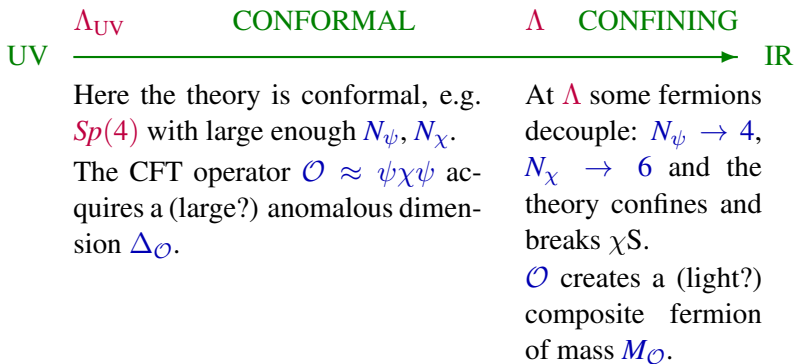 Λ_UV CONFORMAL Λ CONFINING
UV IR
Here the theory is conformal, e.g.
Sp(4) with large enough N_ψ, N_χ.
The CFT operator 𝒪 ≈ ψχψ ac-
quires a (large?) anomalous dimen-
sion Δ_𝒪.
At Λ some fermions
decouple: N_ψ → 4,
N_χ → 6 and the
theory confines and
breaks χS.
𝒪 creates a (light?)
composite fermion
of mass M_𝒪.